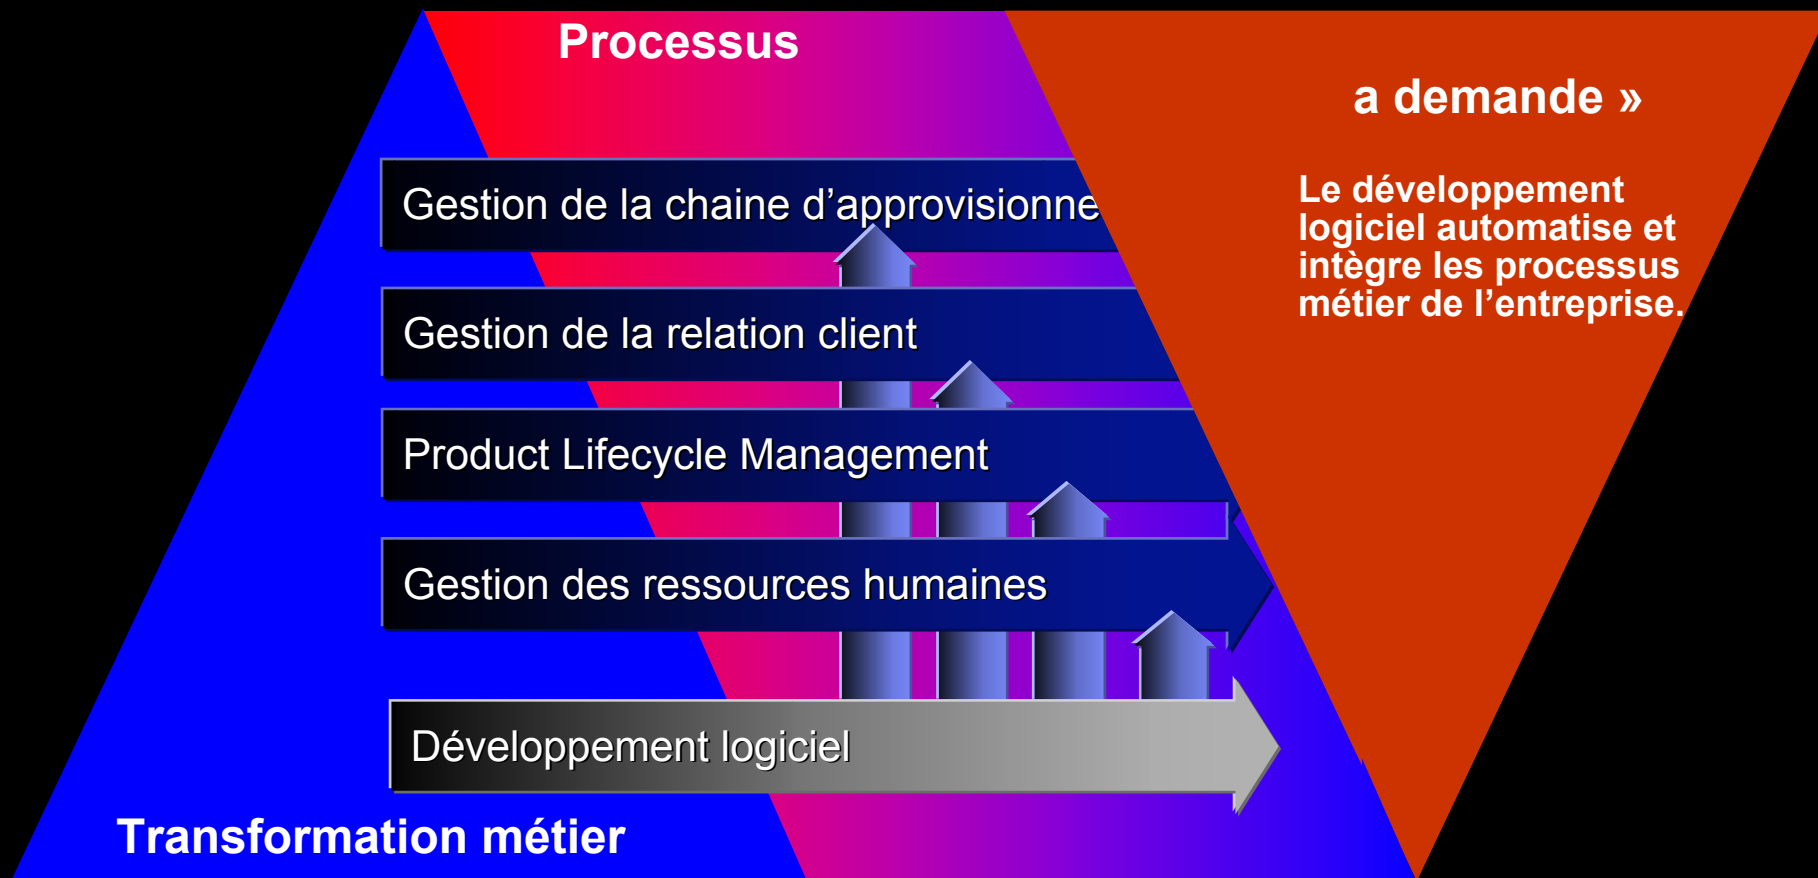 Processus
a demande »
Le développement
logiciel automatise et
intègre les processus
métier de l’entreprise.
Gestion de la chaine d’approvisionne
Gestion de la relation client
Product Lifecycle Management
Gestion des ressources humaines
Développement logiciel
Transformation métier